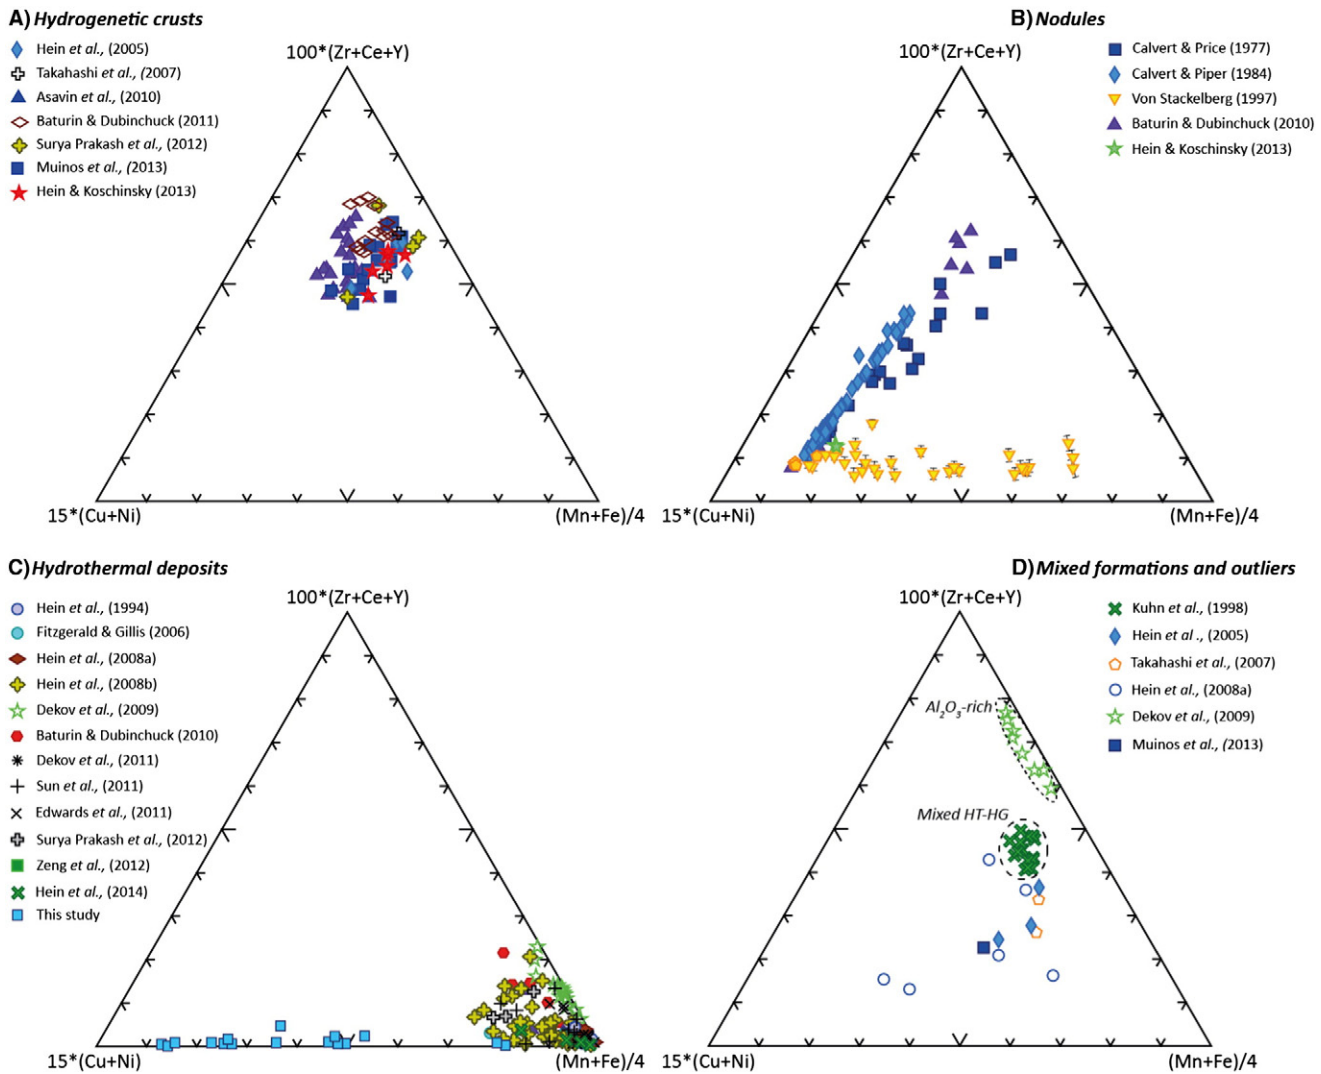 A) Hydrogenetic crusts
Hein et al., (2005)
Takahashi et al., (2007)
Asavin et al., (2010)
Baturin & Dubinchuck (2011)
Surya Prakash et al., (2012)
Muinos et al., (2013)
Hein & Koschinsky (2013)
100*(Zr+Ce+Y)
15*(Cu+Ni)
(Mn+Fe)/4
B) Nodules
Calvert & Price (1977)
Calvert & Piper (1984)
Von Stackelberg (1997)
Baturin & Dubinchuck (2010)
Hein & Koschinsky (2013)
100*(Zr+Ce+Y)
15*(Cu+Ni)
(Mn+Fe)/4
C) Hydrothermal deposits
Hein et al., (1994)
Fitzgerald & Gillis (2006)
Hein et al., (2008a)
Hein et al., (2008b)
Dekov et al., (2009)
Baturin & Dubinchuck (2010)
Dekov et al., (2011)
Sun et al., (2011)
Edwards et al., (2011)
Surya Prakash et al., (2012)
Zeng et al., (2012)
Hein et al., (2014)
This study
100*(Zr+Ce+Y)
15*(Cu+Ni)
(Mn+Fe)/4
D) Mixed formations and outliers
Kuhn et al., (1998)
Hein et al ., (2005)
Takahashi et al., (2007)
Hein et al., (2008a)
Dekov et al., (2009)
Muinos et al., (2013)
100*(Zr+Ce+Y)
Al₂O₃-rich
Mixed HT-HG
15*(Cu+Ni)
(Mn+Fe)/4